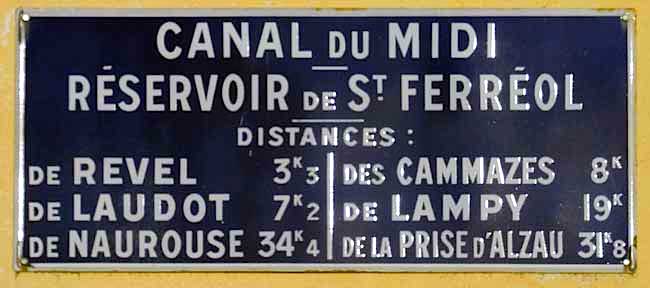 CANAL DU MIDI
RÉSERVOIR DE ST FERRÉOL
DISTANCES :
DE REVEL 3K3
DE LAUDOT 7K2
DE NAUROUSE 34K4
DES CAMMAZES 8K
DE LAMPY 19K
DE LA PRISE D'ALZAU 31K8